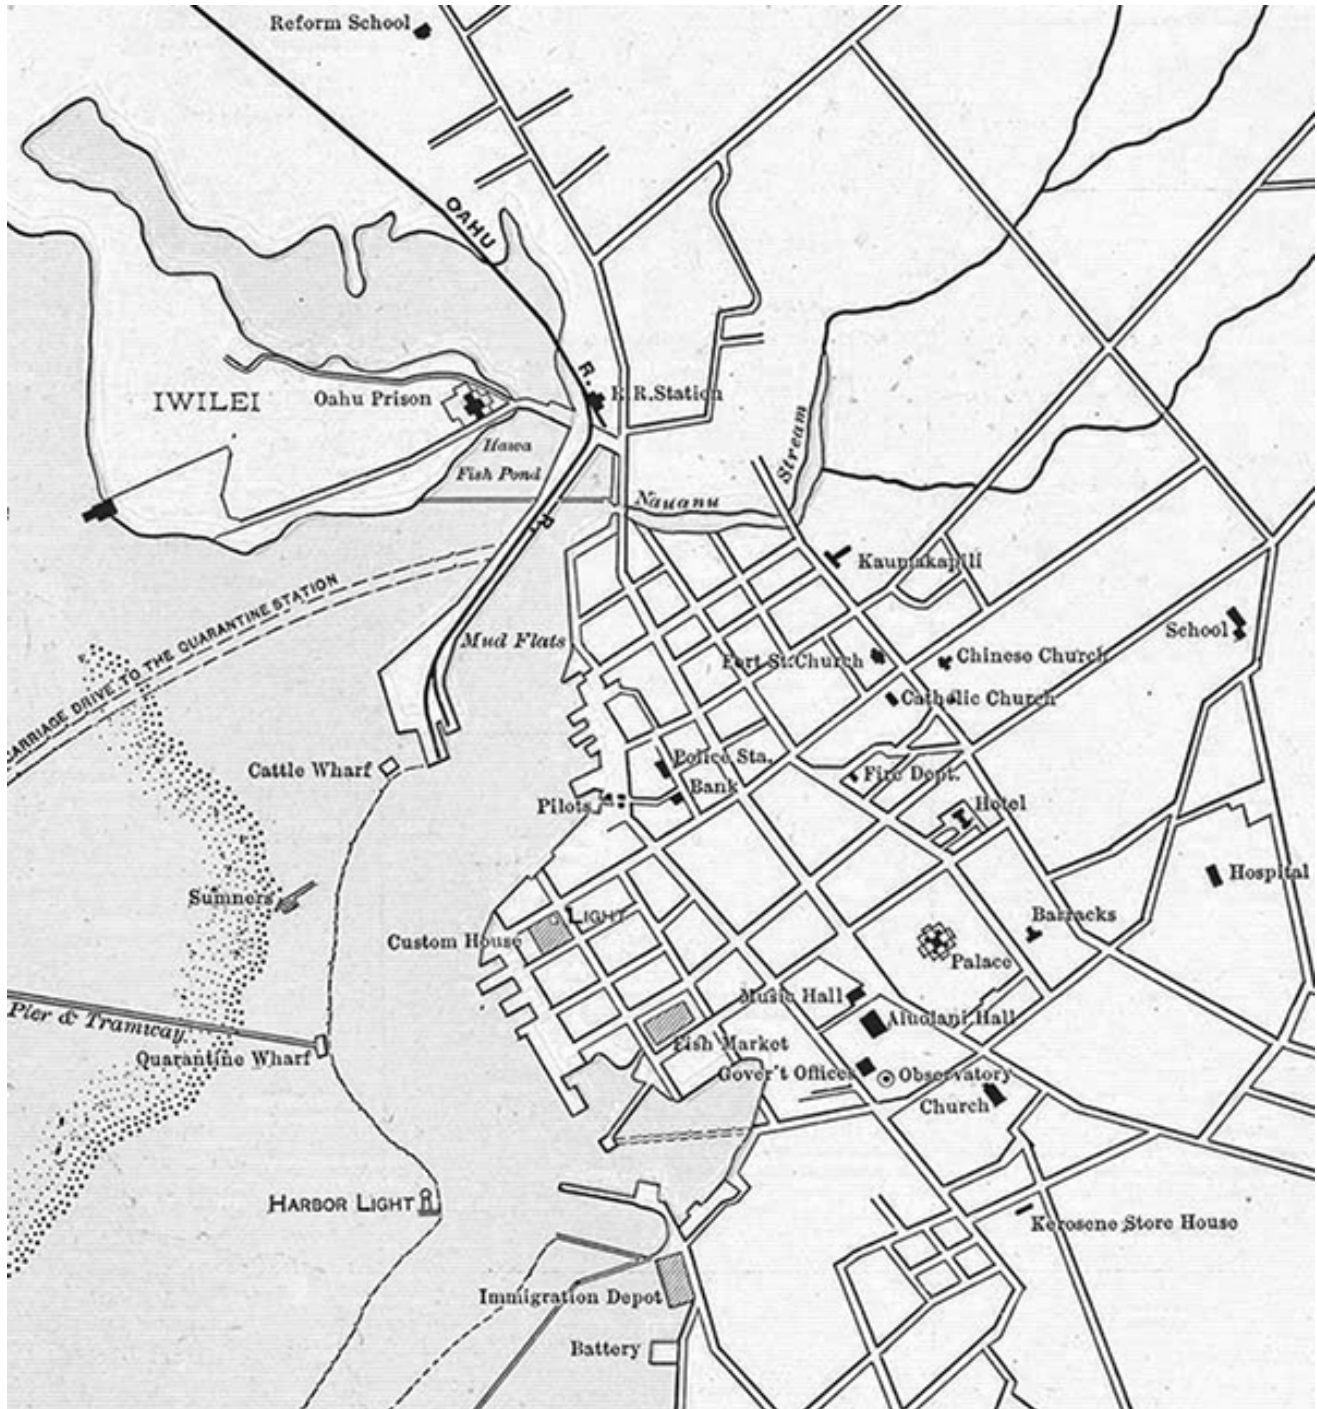 Reform School
OAHU
R.
IWILEI
Oahu Prison
R.R.Station
Hawa
Fish Pond
Stream
Nauanu
R.
Kaumakapili
CARRIAGE DRIVE TO THE QUARANTINE STATION
Mud Flats
School
Fort St. Church
Chinese Church
Catholic Church
Cattle Wharf
Police Sta.
Fire Dept.
Bank
Pilots
Hotel
Sumners
Hospital
LIGHT
Barracks
Custom House
Palace
Music Hall
Aluolani Hall
Pier & Tramway
Quarantine Wharf
Fish Market
Gover't Offices
Observatory
Church
HARBOR LIGHT
Kerosene Store House
Immigration Depot
Battery